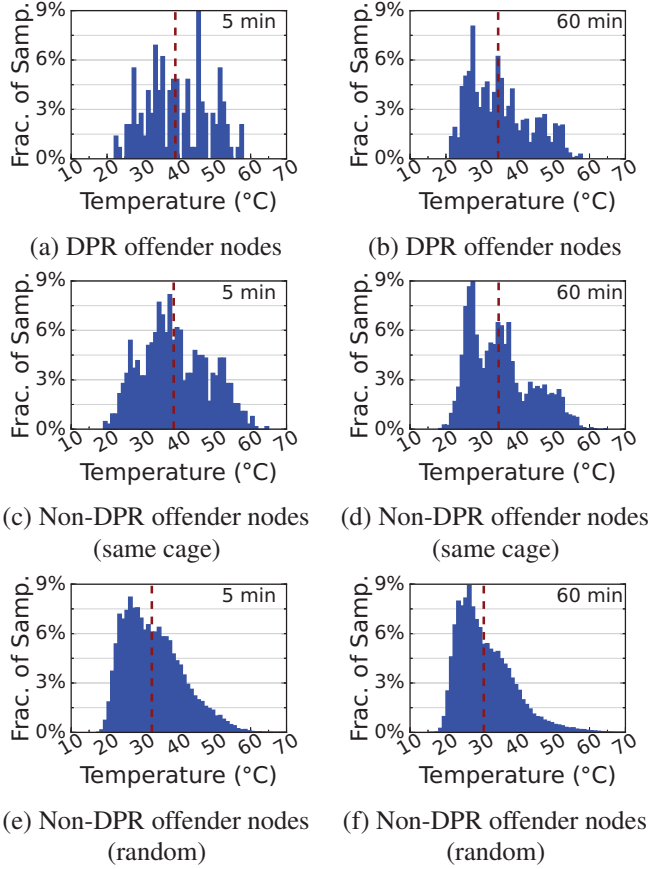 9%
6%
3%
0%
Frac. of Samp.
5 min
10 20 30 40 50 60 70
Temperature (°C)
(a) DPR offender nodes
9%
6%
3%
0%
Frac. of Samp.
60 min
10 20 30 40 50 60 70
Temperature (°C)
(b) DPR offender nodes
9%
6%
3%
0%
Frac. of Samp.
5 min
10 20 30 40 50 60 70
Temperature (°C)
(c) Non-DPR offender nodes
(same cage)
9%
6%
3%
0%
Frac. of Samp.
60 min
10 20 30 40 50 60 70
Temperature (°C)
(d) Non-DPR offender nodes
(same cage)
9%
6%
3%
0%
Frac. of Samp.
5 min
10 20 30 40 50 60 70
Temperature (°C)
(e) Non-DPR offender nodes
(random)
9%
6%
3%
0%
Frac. of Samp.
60 min
10 20 30 40 50 60 70
Temperature (°C)
(f) Non-DPR offender nodes
(random)